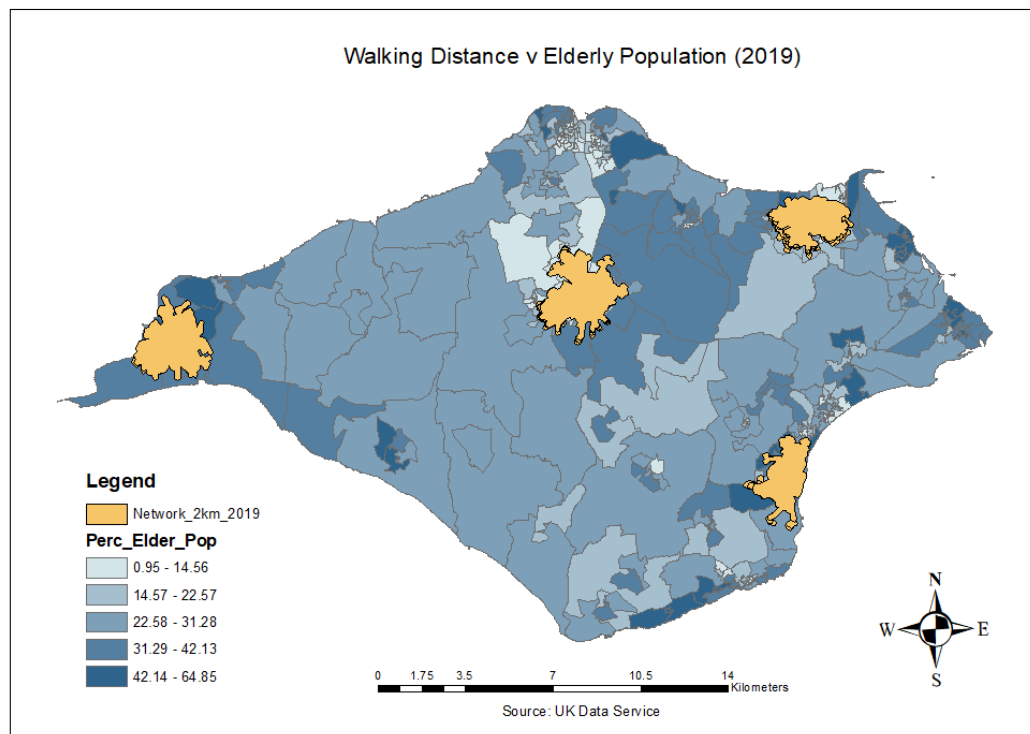 Walking Distance v Elderly Population (2019)
Legend
Network_2km_2019
Perc_Elder_Pop
0.95 - 14.56
14.57 - 22.57
22.58 - 31.28
31.29 - 42.13
42.14 - 64.85
0 1.75 3.5 7 10.5 14
Kilometers
Source: UK Data Service
N
W E
S